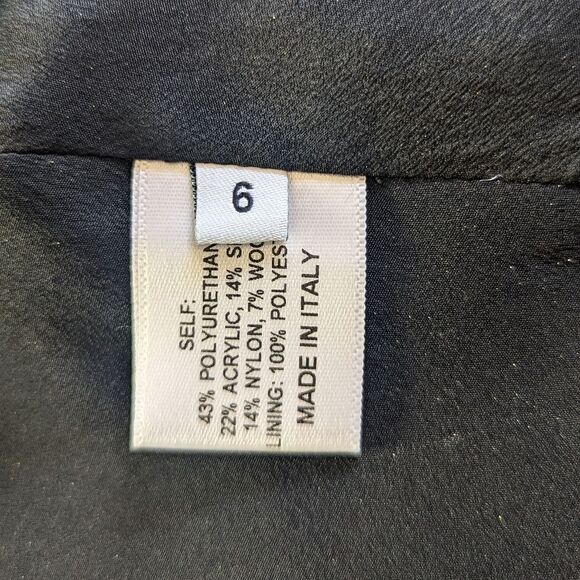 6
SELF:
43% POLYURETHAN
22% ACRYLIC, 14% S
14% NYLON, 7% WOO
LINING: 100% POLYES
MADE IN ITALY